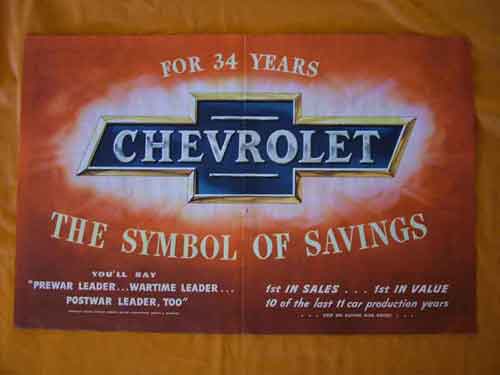 FOR 34 YEARS
CHEVROLET
THE SYMBOL OF SAVINGS
YOU'LL SAY
"PREWAR LEADER...WARTIME LEADER...
POSTWAR LEADER, TOO"
1st IN SALES . . . 1st IN VALUE
10 of the last 11 car production years